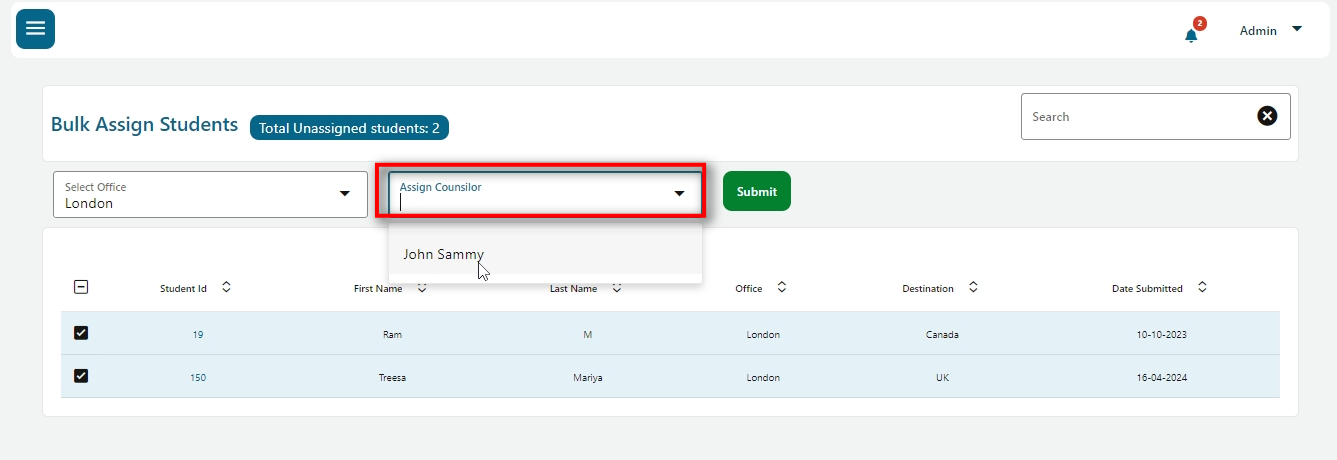 2
Admin
Bulk Assign Students
Total Unassigned students: 2
Search
Select Office
London
Assign Counsilor
Submit
John Sammy
Student Id First Name Last Name Office Destination Date Submitted
19 Ram M London Canada 10-10-2023
150 Treesa Mariya London UK 16-04-2024